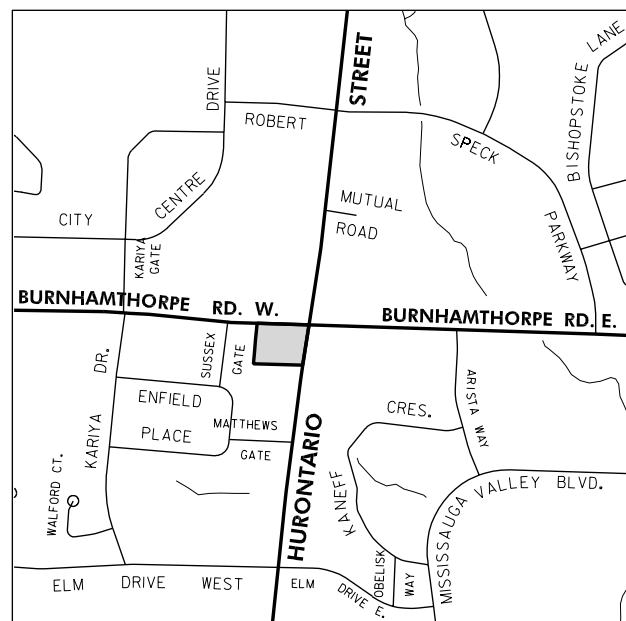 STREET
DRIVE
ROBERT
SPECK
PARKWAY
BISHOPSTOKE LANE
CENTRE
CITY
KARIYA
GATE
MUTUAL
ROAD
BURNHAMTHORPE RD. W.
BURNHAMTHORPE RD. E.
SUSSEX
GATE
KARIYA DR.
ENFIELD
PLACE
MATTHEWS
GATE
HURONTARIO
CRES.
KANEFF
ARISTA WAY
MISSISSAUGA VALLEY BLVD.
WALFORD CT.
OBELISK
WAY
ELM DRIVE WEST
ELM
DRIVE E.